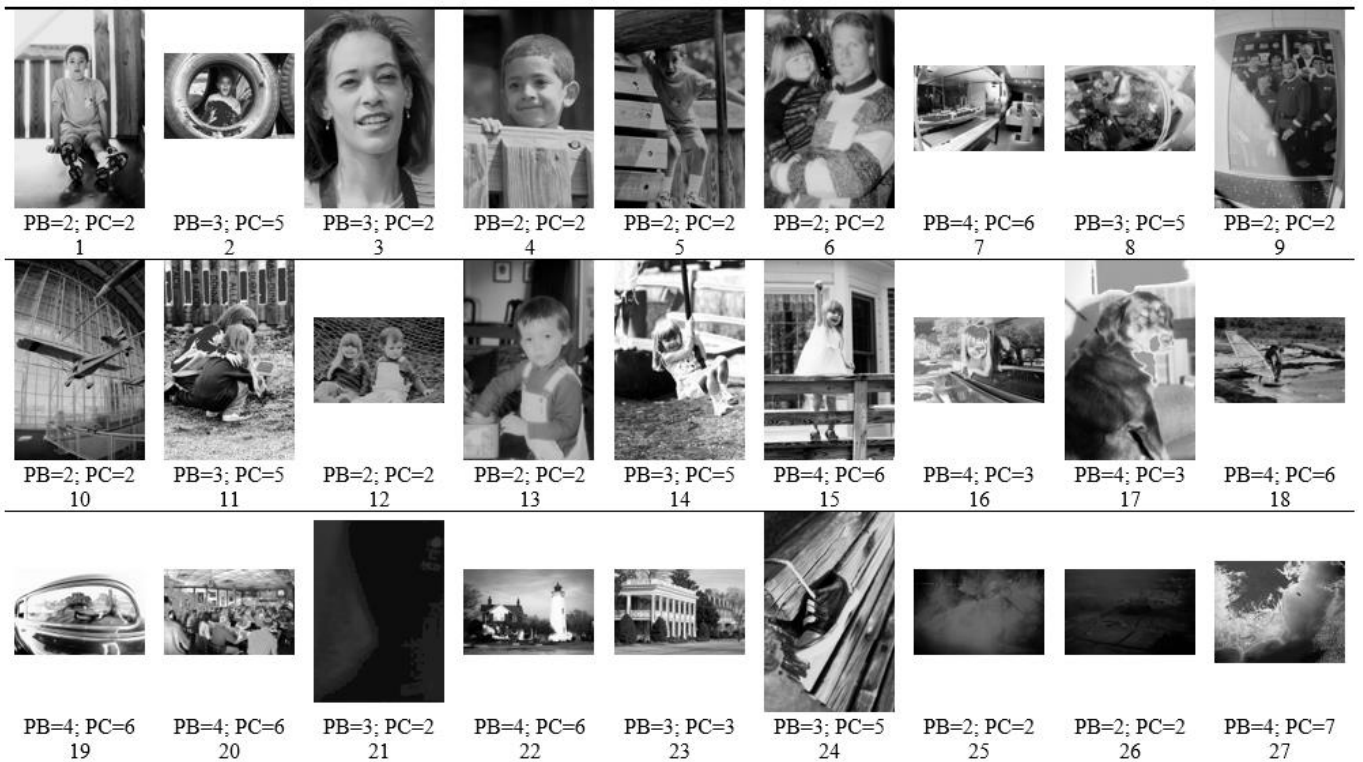 PB=2; PC=2 PB=3; PC=5 PB=3; PC=2 PB=2; PC=2 PB=2; PC=2 PB=2; PC=2 PB=4; PC=6 PB=3; PC=5 PB=2; PC=2
1 2 3 4 5 6 7 8 9
PB=2; PC=2 PB=3; PC=5 PB=2; PC=2 PB=2; PC=2 PB=3; PC=5 PB=4; PC=6 PB=4; PC=3 PB=4; PC=3 PB=4; PC=6
10 11 12 13 14 15 16 17 18
PB=4; PC=6 PB=4; PC=6 PB=3; PC=2 PB=4; PC=6 PB=3; PC=3 PB=3; PC=5 PB=2; PC=2 PB=2; PC=2 PB=4; PC=7
19 20 21 22 23 24 25 26 27